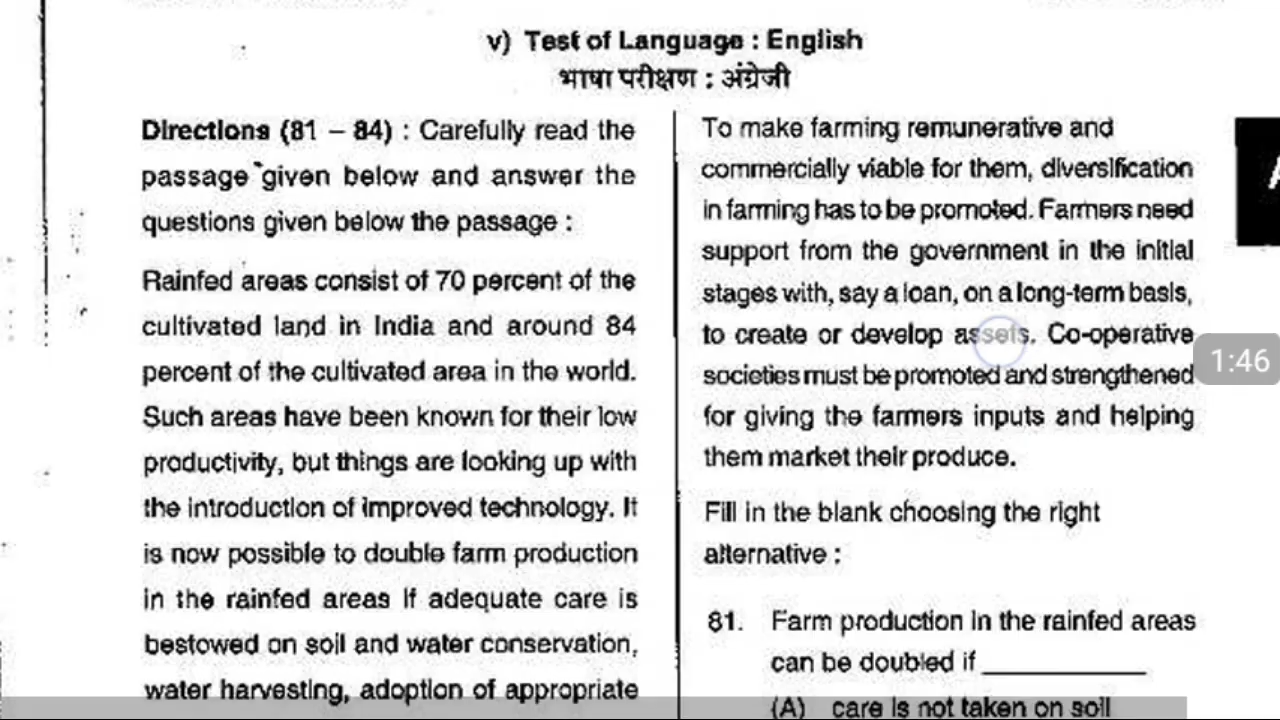 v) Test of Language : English
भाषा परीक्षण : अंग्रेजी
Directions (81 – 84) : Carefully read the
passage given below and answer the
questions given below the passage :
Rainfed areas consist of 70 percent of the
cultivated land in India and around 84
percent of the cultivated area in the world.
Such areas have been known for their low
productivity, but things are looking up with
the introduction of improved technology. It
is now possible to double farm production
in the rainfed areas if adequate care is
bestowed on soil and water conservation,
water harvesting, adoption of appropriate
To make farming remunerative and
commercially viable for them, diversification
in farming has to be promoted. Farmers need
support from the government in the initial
stages with, say a loan, on a long-term basis,
to create or develop assets. Co-operative
societies must be promoted and strengthened
for giving the farmers inputs and helping
them market their produce.
Fill in the blank choosing the right
alternative :
81. Farm production in the rainfed areas
can be doubled if ____________
(A) care is not taken on soil
1:46